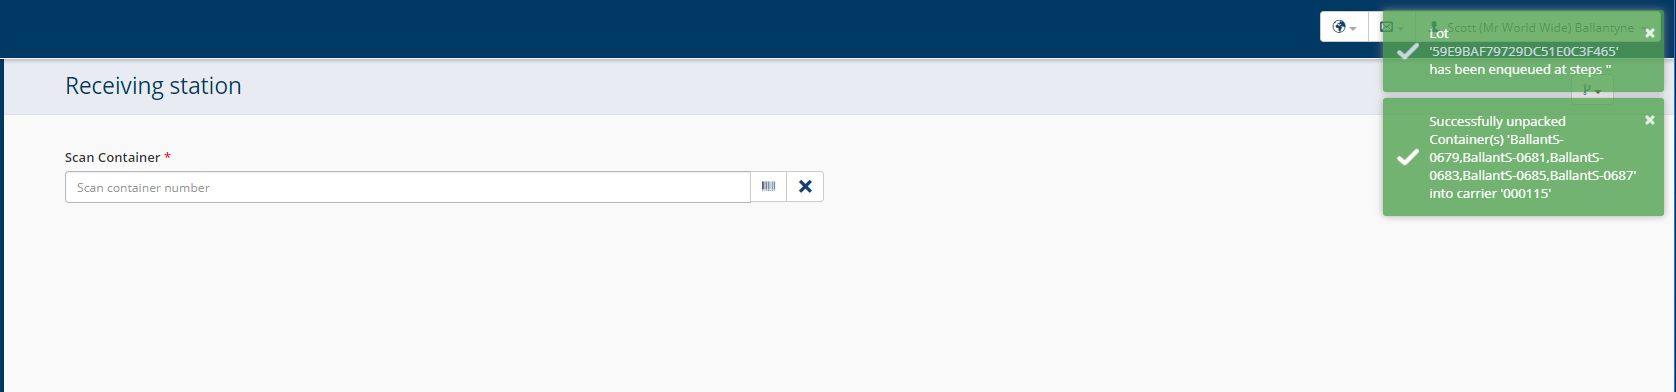 Scott (Mr World Wide) Ballantyne
Lot
'59E9BAF79729DC51E0C3F465'
has been enqueued at steps ''
Receiving station
Successfully unpacked
Container(s) 'BallantS-
0679,BallantS-0681,BallantS-
0683,BallantS-0685,BallantS-0687'
into carrier '000115'
Scan Container *
Scan container number